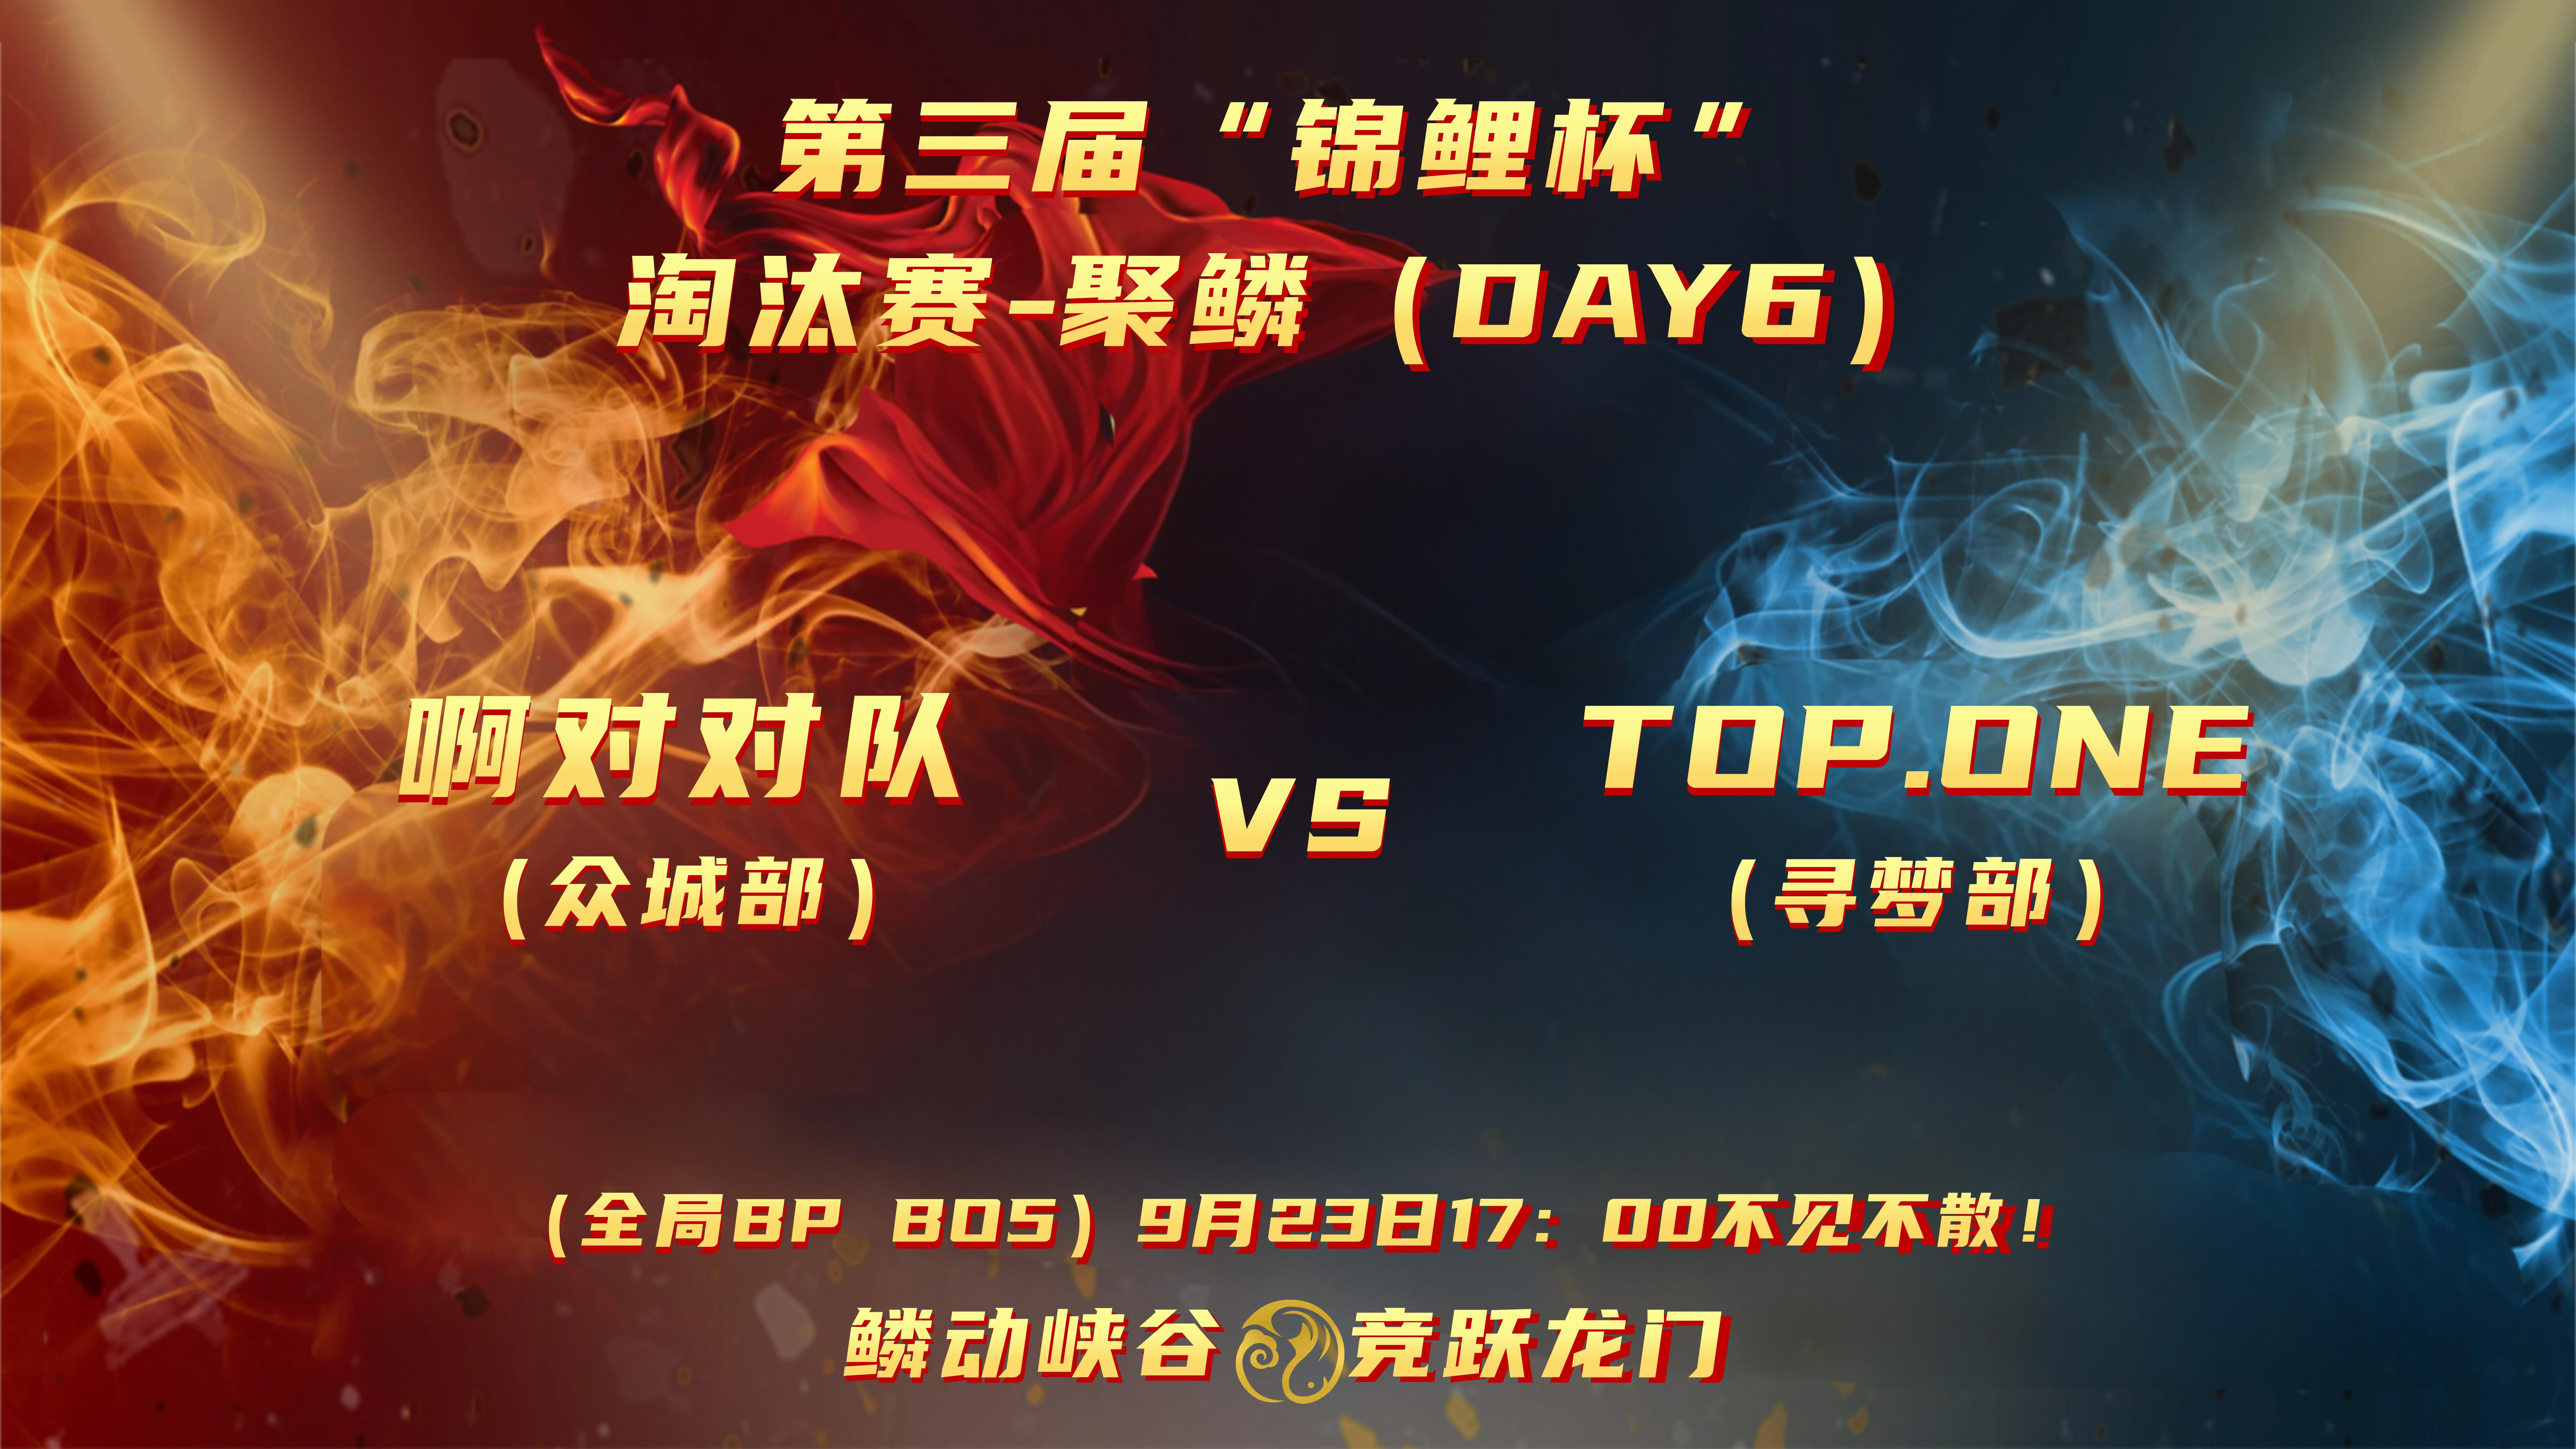 第三届“锦鲤杯”
淘汰赛-聚鳞（DAY6）
啊对对队
（众城部）
VS
TOP.ONE
（寻梦部）
（全局BP BO5）9月23日17：00不见不散！
鳞动峡谷 竞跃龙门